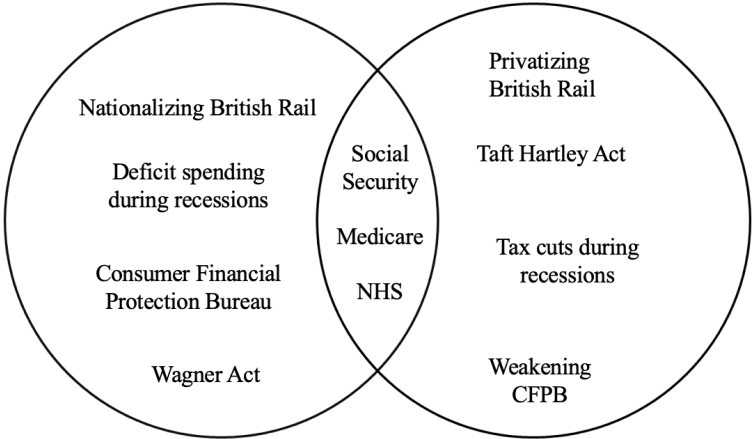 Nationalizing British Rail
Deficit spending
during recessions
Consumer Financial
Protection Bureau
Wagner Act
Social
Security
Medicare
NHS
Privatizing
British Rail
Taft Hartley Act
Tax cuts during
recessions
Weakening
CFPB